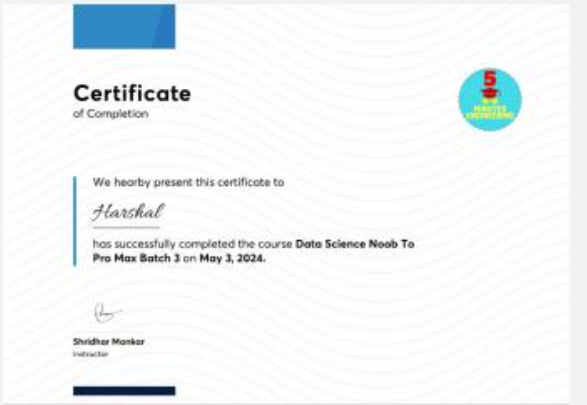 Certificate
of Completion
5
MINUTES
ENGINEERING
We hearby present this certificate to
Harshal
has successfully completed the course Data Science Noob To
Pro Max Batch 3 on May 3, 2024.
Shridhar Mankar
Instructor